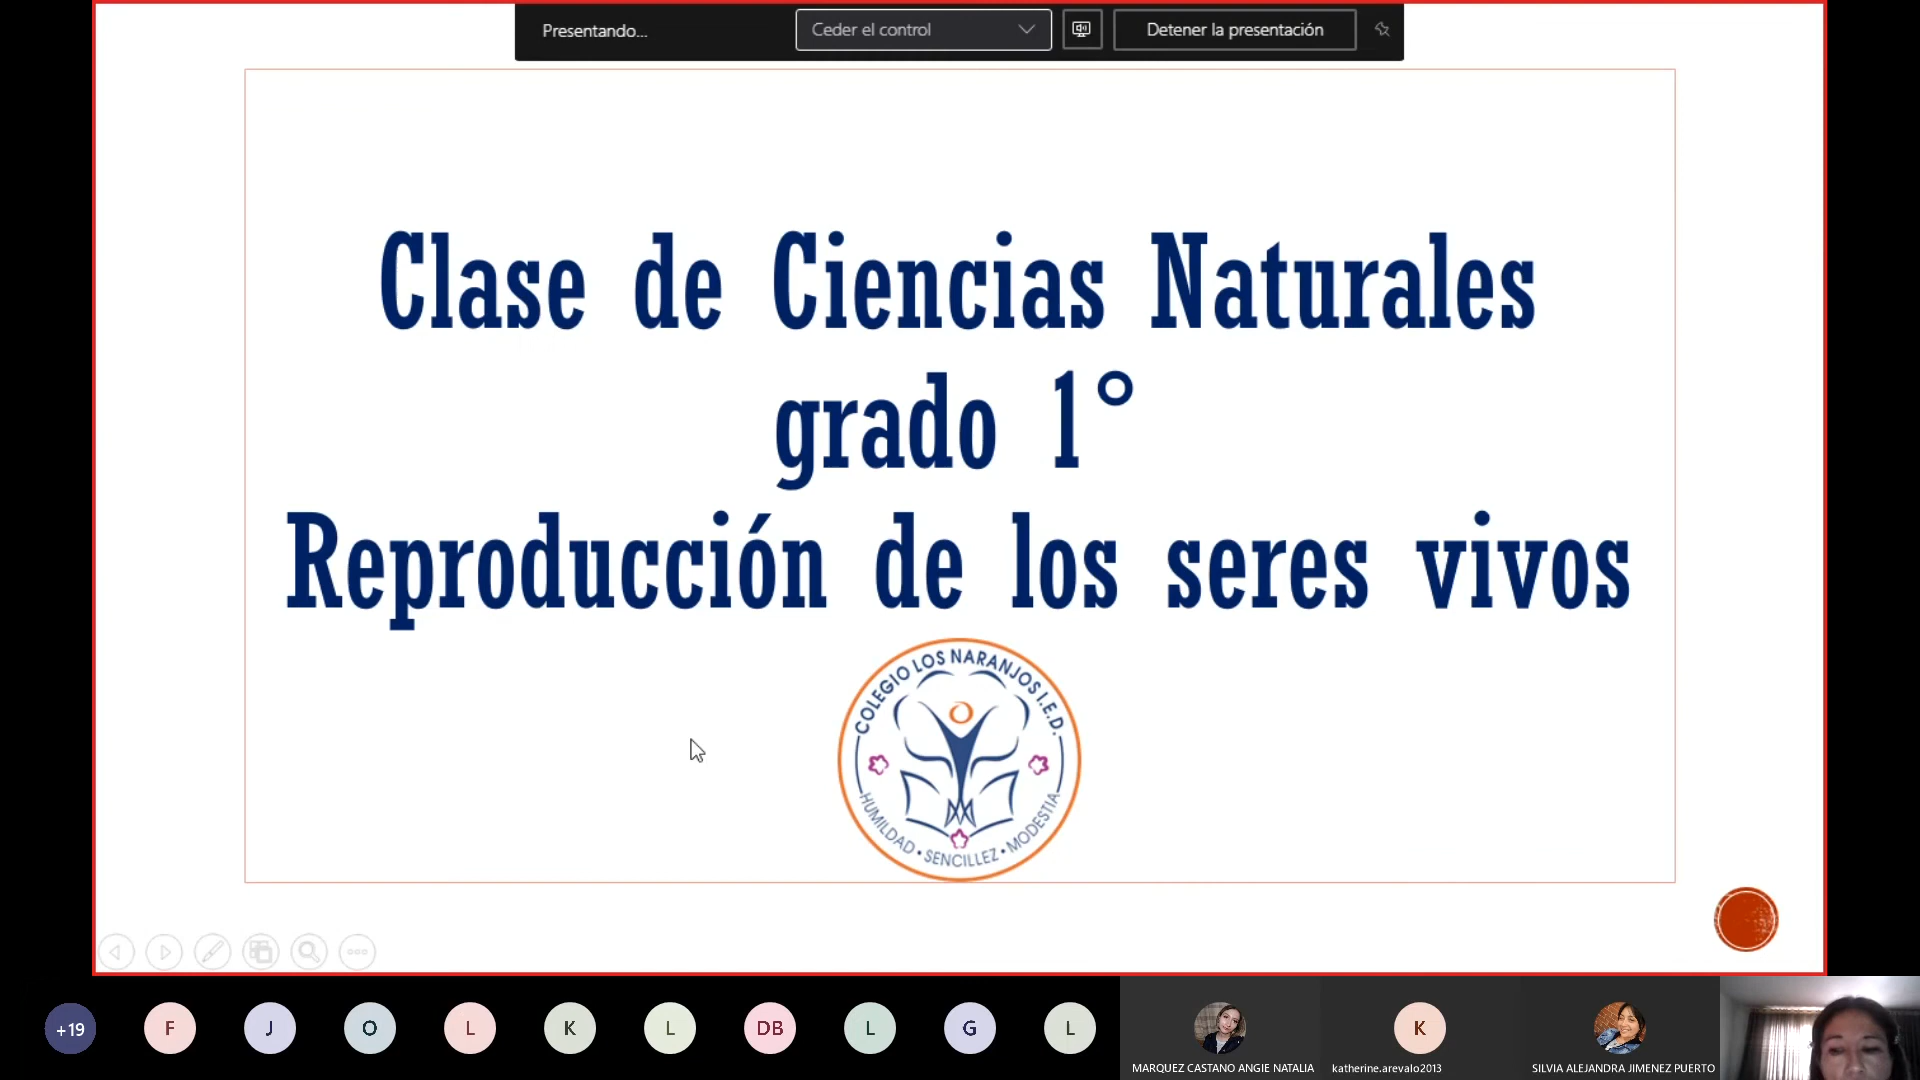 Presentando...
Ceder el control
Detener la presentación
Clase de Ciencias Naturales
grado 1°
Reproducción de los seres vivos
COLEGIO LOS NARANJOS I.E.D.
HUMILDAD • SENCILLEZ • MODESTIA
+19
F
J
O
L
K
L
DB
L
G
L
K
MARQUEZ CASTANO ANGIE NATALIA
katherine.arevalo2013
SILVIA ALEJANDRA JIMENEZ PUERTO